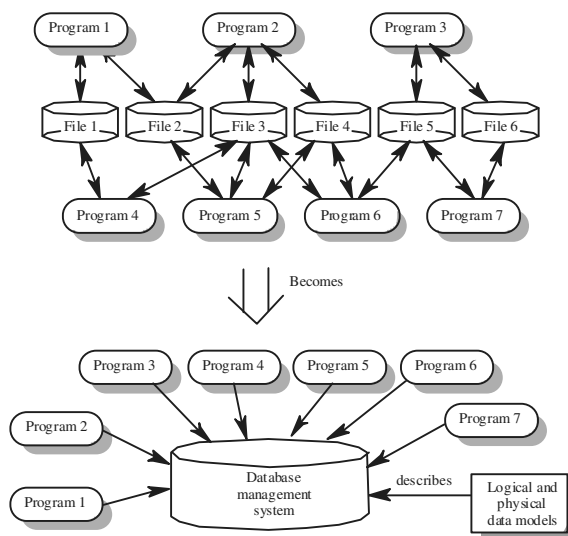 Program 1
Program 2
Program 3
File 1
File 2
File 3
File 4
File 5
File 6
Program 4
Program 5
Program 6
Program 7
Becomes
Program 3
Program 4
Program 5
Program 6
Program 2
Program 7
Database
management
system
describes
Logical and
physical
data models
Program 1